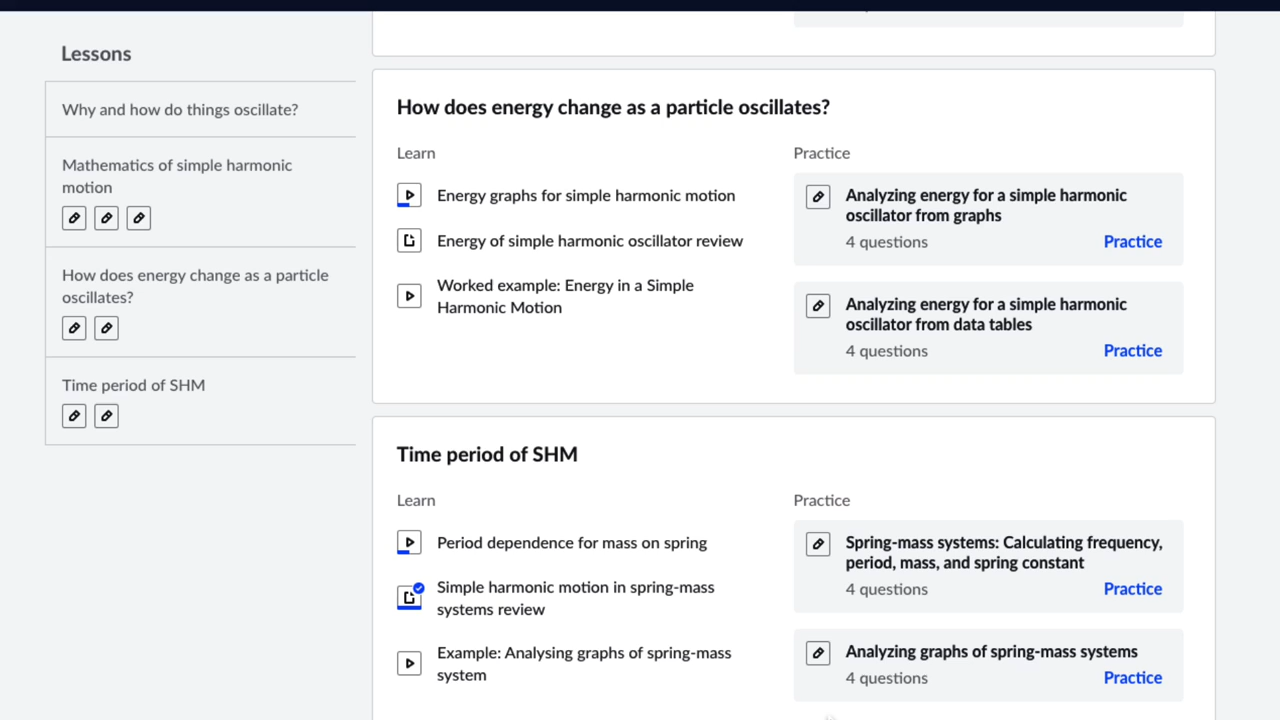 Lessons
Why and how do things oscillate?
Mathematics of simple harmonic
motion
How does energy change as a particle
oscillates?
Time period of SHM
How does energy change as a particle oscillates?
Learn
Energy graphs for simple harmonic motion
Energy of simple harmonic oscillator review
Worked example: Energy in a Simple
Harmonic Motion
Practice
Analyzing energy for a simple harmonic
oscillator from graphs
4 questions
Practice
Analyzing energy for a simple harmonic
oscillator from data tables
4 questions
Practice
Time period of SHM
Learn
Period dependence for mass on spring
Simple harmonic motion in spring-mass
systems review
Example: Analysing graphs of spring-mass
system
Practice
Spring-mass systems: Calculating frequency,
period, mass, and spring constant
4 questions
Practice
Analyzing graphs of spring-mass systems
4 questions
Practice